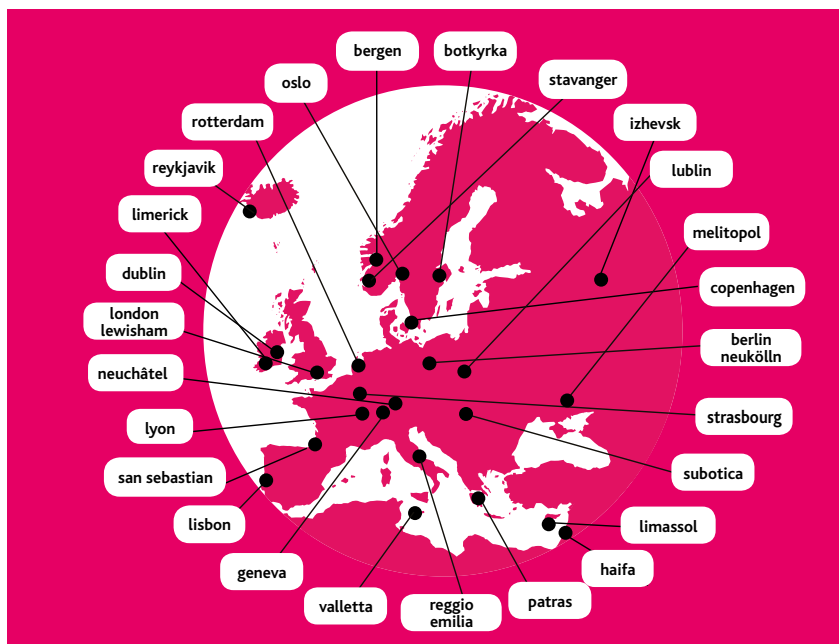 bergen
botkyrka
oslo
stavanger
rotterdam
izhevsk
reykjavik
lublin
limerick
melitopol
dublin
copenhagen
london
lewisham
berlin
neukölln
neuchâtel
strasbourg
lyon
subotica
san sebastian
lisbon
limassol
geneva
haifa
valletta
reggio
emilia
patras